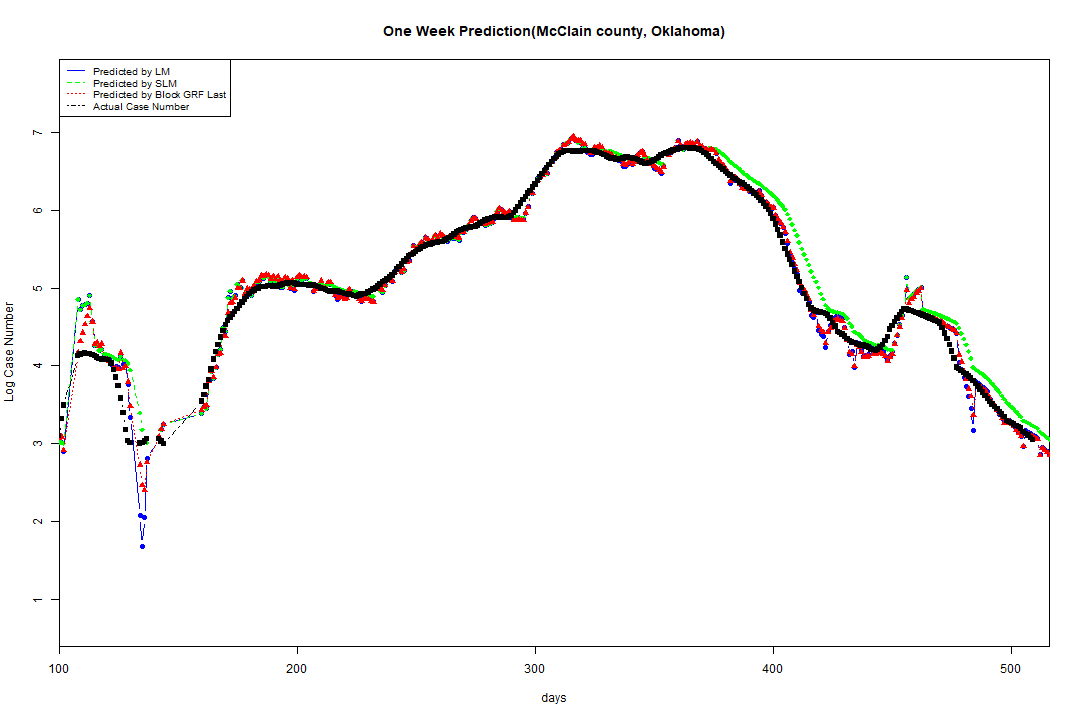 One Week Prediction(McClain county, Oklahoma)
Predicted by LM
Predicted by SLM
Predicted by Block GRF Last
Actual Case Number
7
6
5
4
3
2
1
Log Case Number
100 200 300 400 500
days